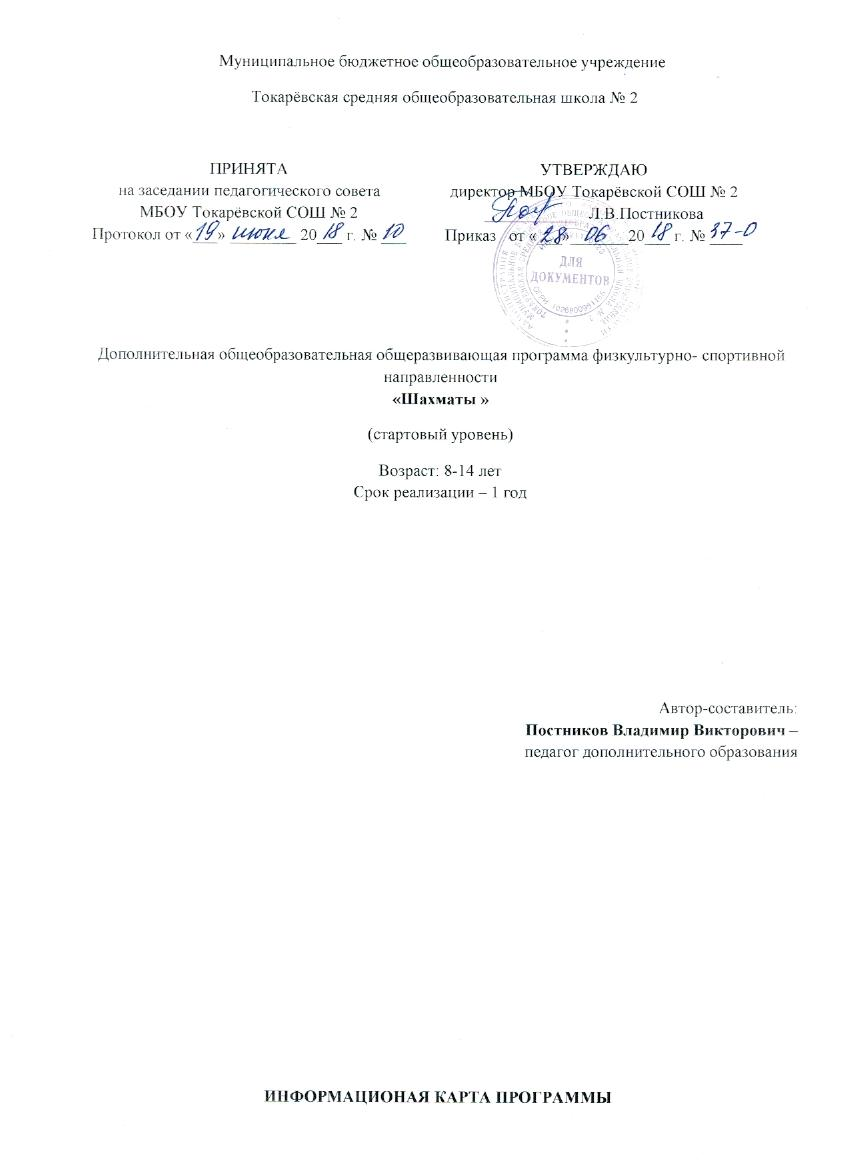 Муниципальное бюджетное общеобразовательное учреждение
Токарёвская средняя общеобразовательная школа № 2
ПРИНЯТА
на заседании педагогического совета
МБОУ Токарёвской СОШ № 2
Протокол от «19» июня 2018 г. № 10
УТВЕРЖДАЮ
директор МБОУ Токарёвской СОШ № 2
Л.В.Постникова
Приказ от «28» 06 2018 г. № 37-О
ДЛЯ
ДОКУМЕНТОВ
Дополнительная общеобразовательная общеразвивающая программа физкультурно- спортивной
направленности
«Шахматы »
(стартовый уровень)
Возраст: 8-14 лет
Срок реализации – 1 год
Автор-составитель:
Постников Владимир Викторович –
педагог дополнительного образования
ИНФОРМАЦИОНАЯ КАРТА ПРОГРАММЫ